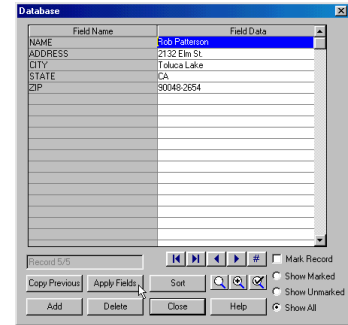 Database
Field Name Field Data
NAME Rob Patterson
ADDRESS 2132 Elm St.
CITY Toluca Lake
STATE CA
ZIP 90048-2654
Record 5/5 # Mark Record
Copy Previous Apply Fields Sort Show Marked
Show Unmarked
Add Delete Close Help Show All